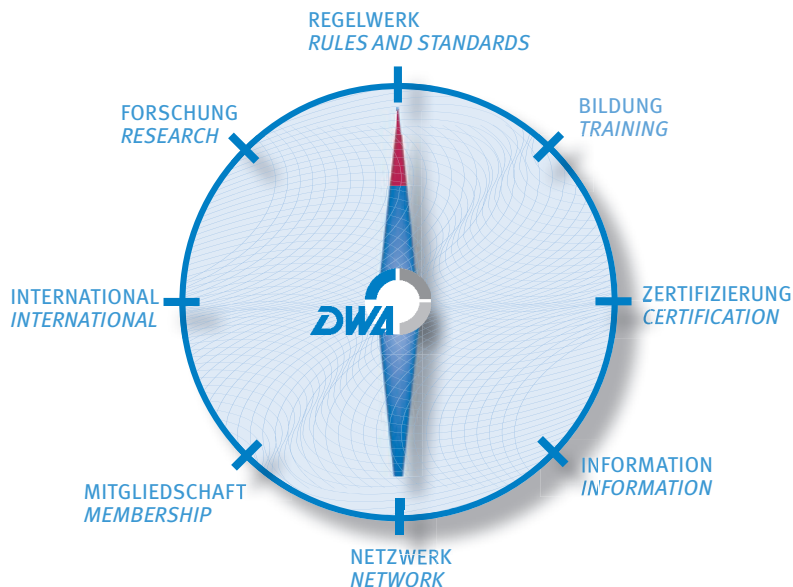 REGELWERK
RULES AND STANDARDS
FORSCHUNG
RESEARCH
BILDUNG
TRAINING
INTERNATIONAL
INTERNATIONAL
DWA
ZERTIFIZIERUNG
CERTIFICATION
MITGLIEDSCHAFT
MEMBERSHIP
INFORMATION
INFORMATION
NETZWERK
NETWORK